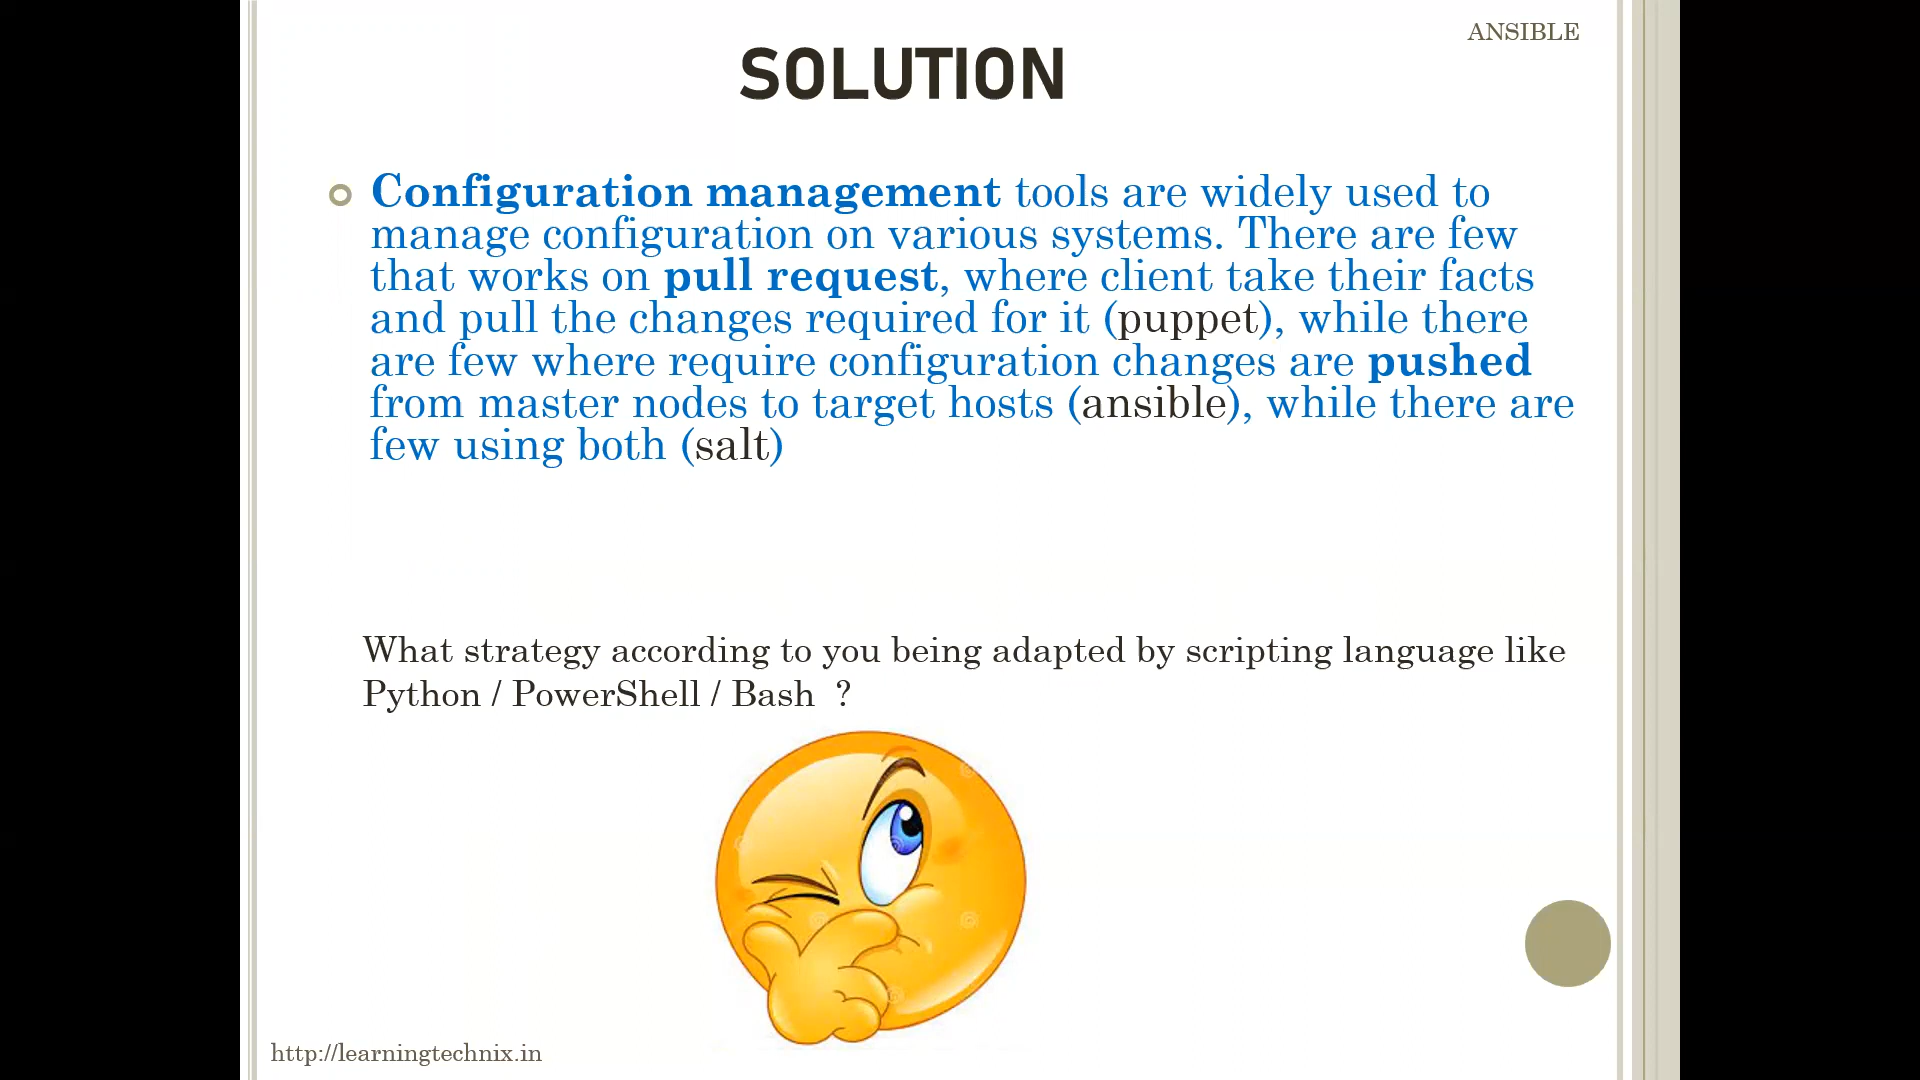 ANSIBLE
SOLUTION
Configuration management tools are widely used to
manage configuration on various systems. There are few
that works on pull request, where client take their facts
and pull the changes required for it (puppet), while there
are few where require configuration changes are pushed
from master nodes to target hosts (ansible), while there are
few using both (salt)
What strategy according to you being adapted by scripting language like
Python / PowerShell / Bash ?
http://learningtechnix.in